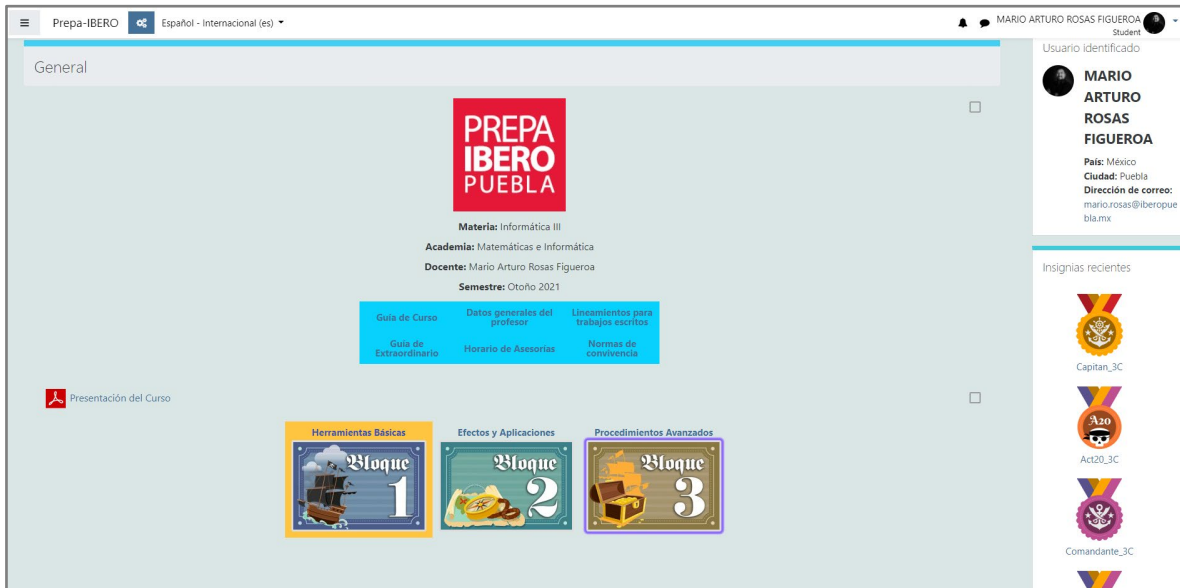 Prepa-IBERO
Español - Internacional (es)
MARIO ARTURO ROSAS FIGUEROA
Student
General
PREPA
IBERO
PUEBLA
Materia: Informática III
Academia: Matemáticas e Informática
Docente: Mario Arturo Rosas Figueroa
Semestre: Otoño 2021
Guía de Curso
Datos generales del
profesor
Lineamientos para
trabajos escritos
Guía de
Extraordinario
Horario de Asesorías
Normas de
convivencia
Presentación del Curso
Herramientas Básicas
Efectos y Aplicaciones
Procedimientos Avanzados
Bloque
1
Bloque
2
Bloque
3
Usuario identificado
MARIO
ARTURO
ROSAS
FIGUEROA
País: México
Ciudad: Puebla
Dirección de correo:
mario.rosas@iberopue
bla.mx
Insignias recientes
Capitan_3C
A20
Act20_3C
Comandante_3C